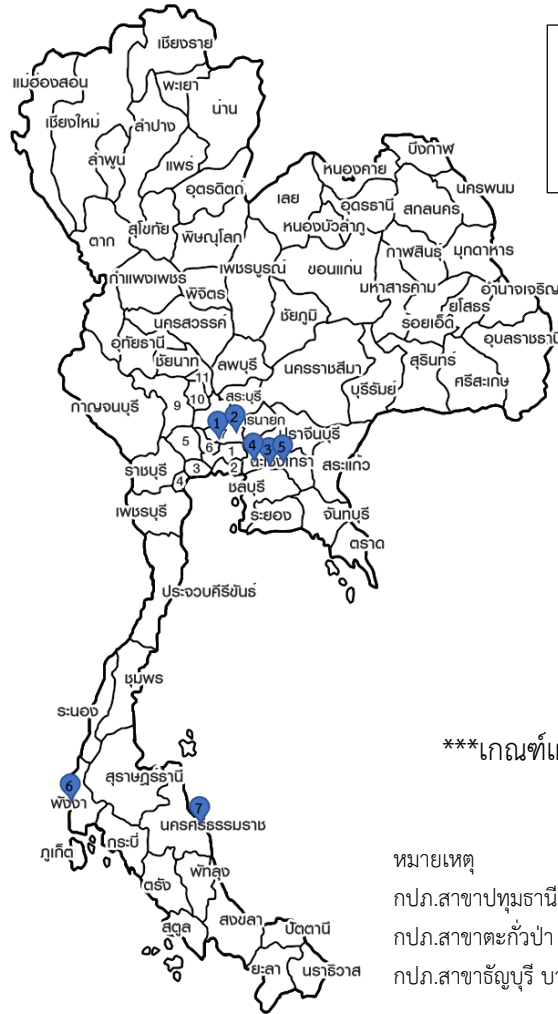 เชียงราย
แม่ฮ่องสอน
พะเยา
น่าน
เชียงใหม่
ลำปาง
ลำพูน
แพร่
บึงกาฬ
หนองคาย
อุตรดิตถ์
เลย
อุดรธานี
นครพนม
สกลนคร
หนองบัวลำภู
ตาก
สุโขทัย
พิษณุโลก
กาฬสินธุ์
มุกดาหาร
กำแพงเพชร
เพชรบูรณ์
ขอนแก่น
พิจิตร
มหาสารคาม
อำนาจเจริญ
ยโสธร
ชัยภูมิ
ร้อยเอ็ด
นครสวรรค์
อุบลราชธานี
อุทัยธานี
ชัยนาท
ลพบุรี
นครราชสีมา
สุรินทร์
ศรีสะเกษ
บุรีรัมย์
11
10
9
สระบุรี
กาญจนบุรี
1
2
ปราจีนบุรี
5
6
1
4
3
5
สระแก้ว
ราชบุรี
3
2
4
ชลบุรี
เพชรบุรี
ระยอง
จันทบุรี
ตราด
ประจวบคีรีขันธ์
ชุมพร
ระนอง
สุราษฎร์ธานี
6
พังงา
7
นครศรีธรรมราช
ภูเก็ต
กระบี่
ตรัง
พัทลุง
สตูล
สงขลา
ปัตตานี
ยะลา
นราธิวาส
***เกณฑ์
หมายเหตุ
กปภ.สาขาปทุมธานี
กปภ.สาขาตะกั่วป่า
กปภ.สาขาธัญบุรี